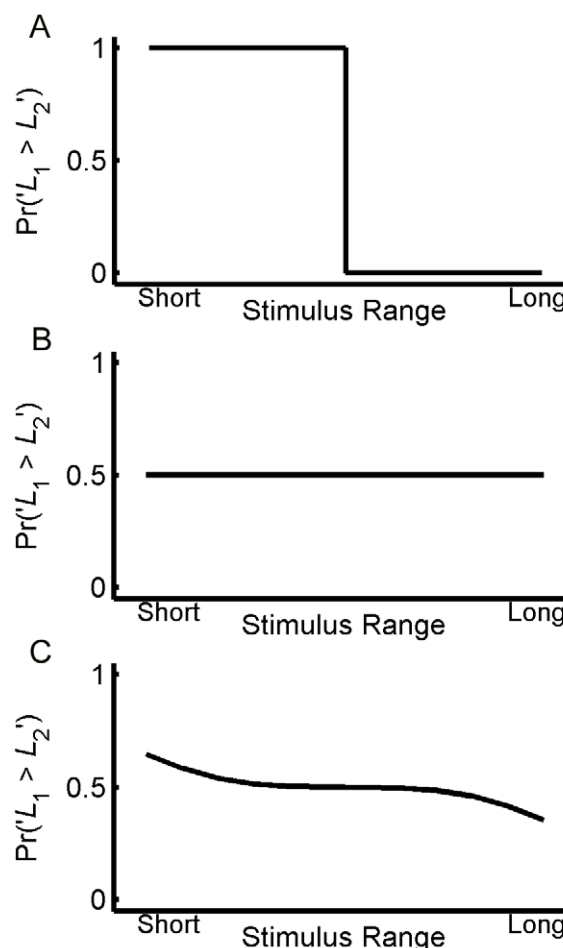 A
1
0.5
0
Pr('L₁ > L₂')
Short Stimulus Range Long
B
1
0.5
0
Pr('L₁ > L₂')
Short Stimulus Range Long
C
1
0.5
0
Pr('L₁ > L₂')
Short Stimulus Range Long